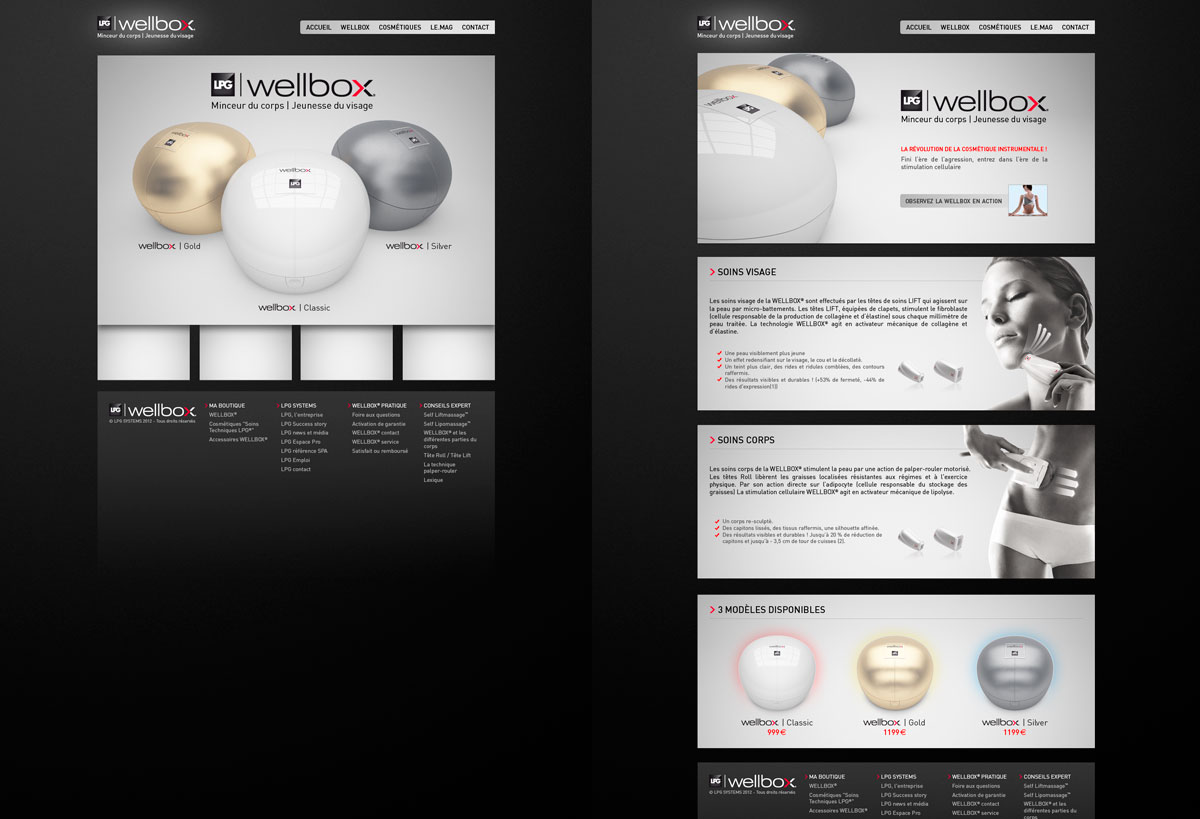 LPG | wellbox.
Minceur du corps | Jeunesse du visage
ACCUEIL WELLBOX COSMÉTIQUES LE.MAG CONTACT
LPG | wellbox.
Minceur du corps | Jeunesse du visage
wellbox
LPG
wellbox. | Gold
wellbox. | Silver
wellbox. | Classic
LPG | wellbox.
© LPG SYSTEMS 2012 - Tous droits réservés
MA BOUTIQUE
WELLBOX®
Cosmétiques "Soins
Techniques LPG®"
Accessoires WELLBOX®
LPG SYSTEMS
LPG, l'entreprise
LPG Success story
LPG news et média
LPG Espace Pro
LPG référence SPA
LPG Emploi
LPG contact
WELLBOX® PRATIQUE
Foire aux questions
Activation de garantie
WELLBOX® contact
WELLBOX® service
Satisfait ou remboursé
CONSEILS EXPERT
Self Liftmassage™
Self Lipomassage™
WELLBOX® et les
différentes parties du
corps
Tête Roll / Tête Lift
La technique
palper-rouler
Lexique
LPG | wellbox.
Minceur du corps | Jeunesse du visage
ACCUEIL WELLBOX COSMÉTIQUES LE.MAG CONTACT
LPG | wellbox.
Minceur du corps | Jeunesse du visage
LA RÉVOLUTION DE LA COSMÉTIQUE INSTRUMENTALE !
Fini l'ère de l'agression, entrez dans l'ère de la
stimulation cellulaire
OBSERVEZ LA WELLBOX EN ACTION
SOINS VISAGE
Les soins visage de la WELLBOX® sont effectués par les têtes de soins LIFT qui agissent sur
la peau par micro-battements. Les têtes LIFT, équipées de clapets, stimulent le fibroblaste
(cellule responsable de la production de collagène et d'élastine) sous chaque millimètre de
peau traitée. La technologie WELLBOX® agit en activateur mécanique de collagène et
d'élastine.
Une peau visiblement plus jeune
Un effet redensifiant sur le visage, le cou et le décolleté.
Un teint plus clair, des rides et ridules comblées, des contours
raffermis.
Des résultats visibles et durables ! (+53% de fermeté, -44% de
rides d'expression(1))
SOINS CORPS
Les soins corps de la WELLBOX® stimulent la peau par une action de palper-rouler motorisé.
Les têtes Roll libèrent les graisses localisées résistantes aux régimes et à l'exercice
physique. Par son action directe sur l'adipocyte (cellule responsable du stockage des
graisses) La stimulation cellulaire WELLBOX® agit en activateur mécanique de lipolyse.
Un corps re-sculpté.
Des capitons lissés, des tissus raffermis, une silhouette affinée.
Des résultats visibles et durables ! Jusqu'à 20 % de réduction de
capitons et jusqu'à - 3,5 cm de tour de cuisses (2).
3 MODÈLES DISPONIBLES
wellbox. | Classic
999€
wellbox. | Gold
1199€
wellbox. | Silver
1199€
LPG | wellbox.
© LPG SYSTEMS 2012 - Tous droits réservés
MA BOUTIQUE
WELLBOX®
Cosmétiques "Soins
Techniques LPG®"
Accessoires WELLBOX®
LPG SYSTEMS
LPG, l'entreprise
LPG Success story
LPG news et média
LPG Espace Pro
WELLBOX® PRATIQUE
Foire aux questions
Activation de garantie
WELLBOX® contact
WELLBOX® service
CONSEILS EXPERT
Self Liftmassage™
Self Lipomassage™
WELLBOX® et les
différentes parties du
corps